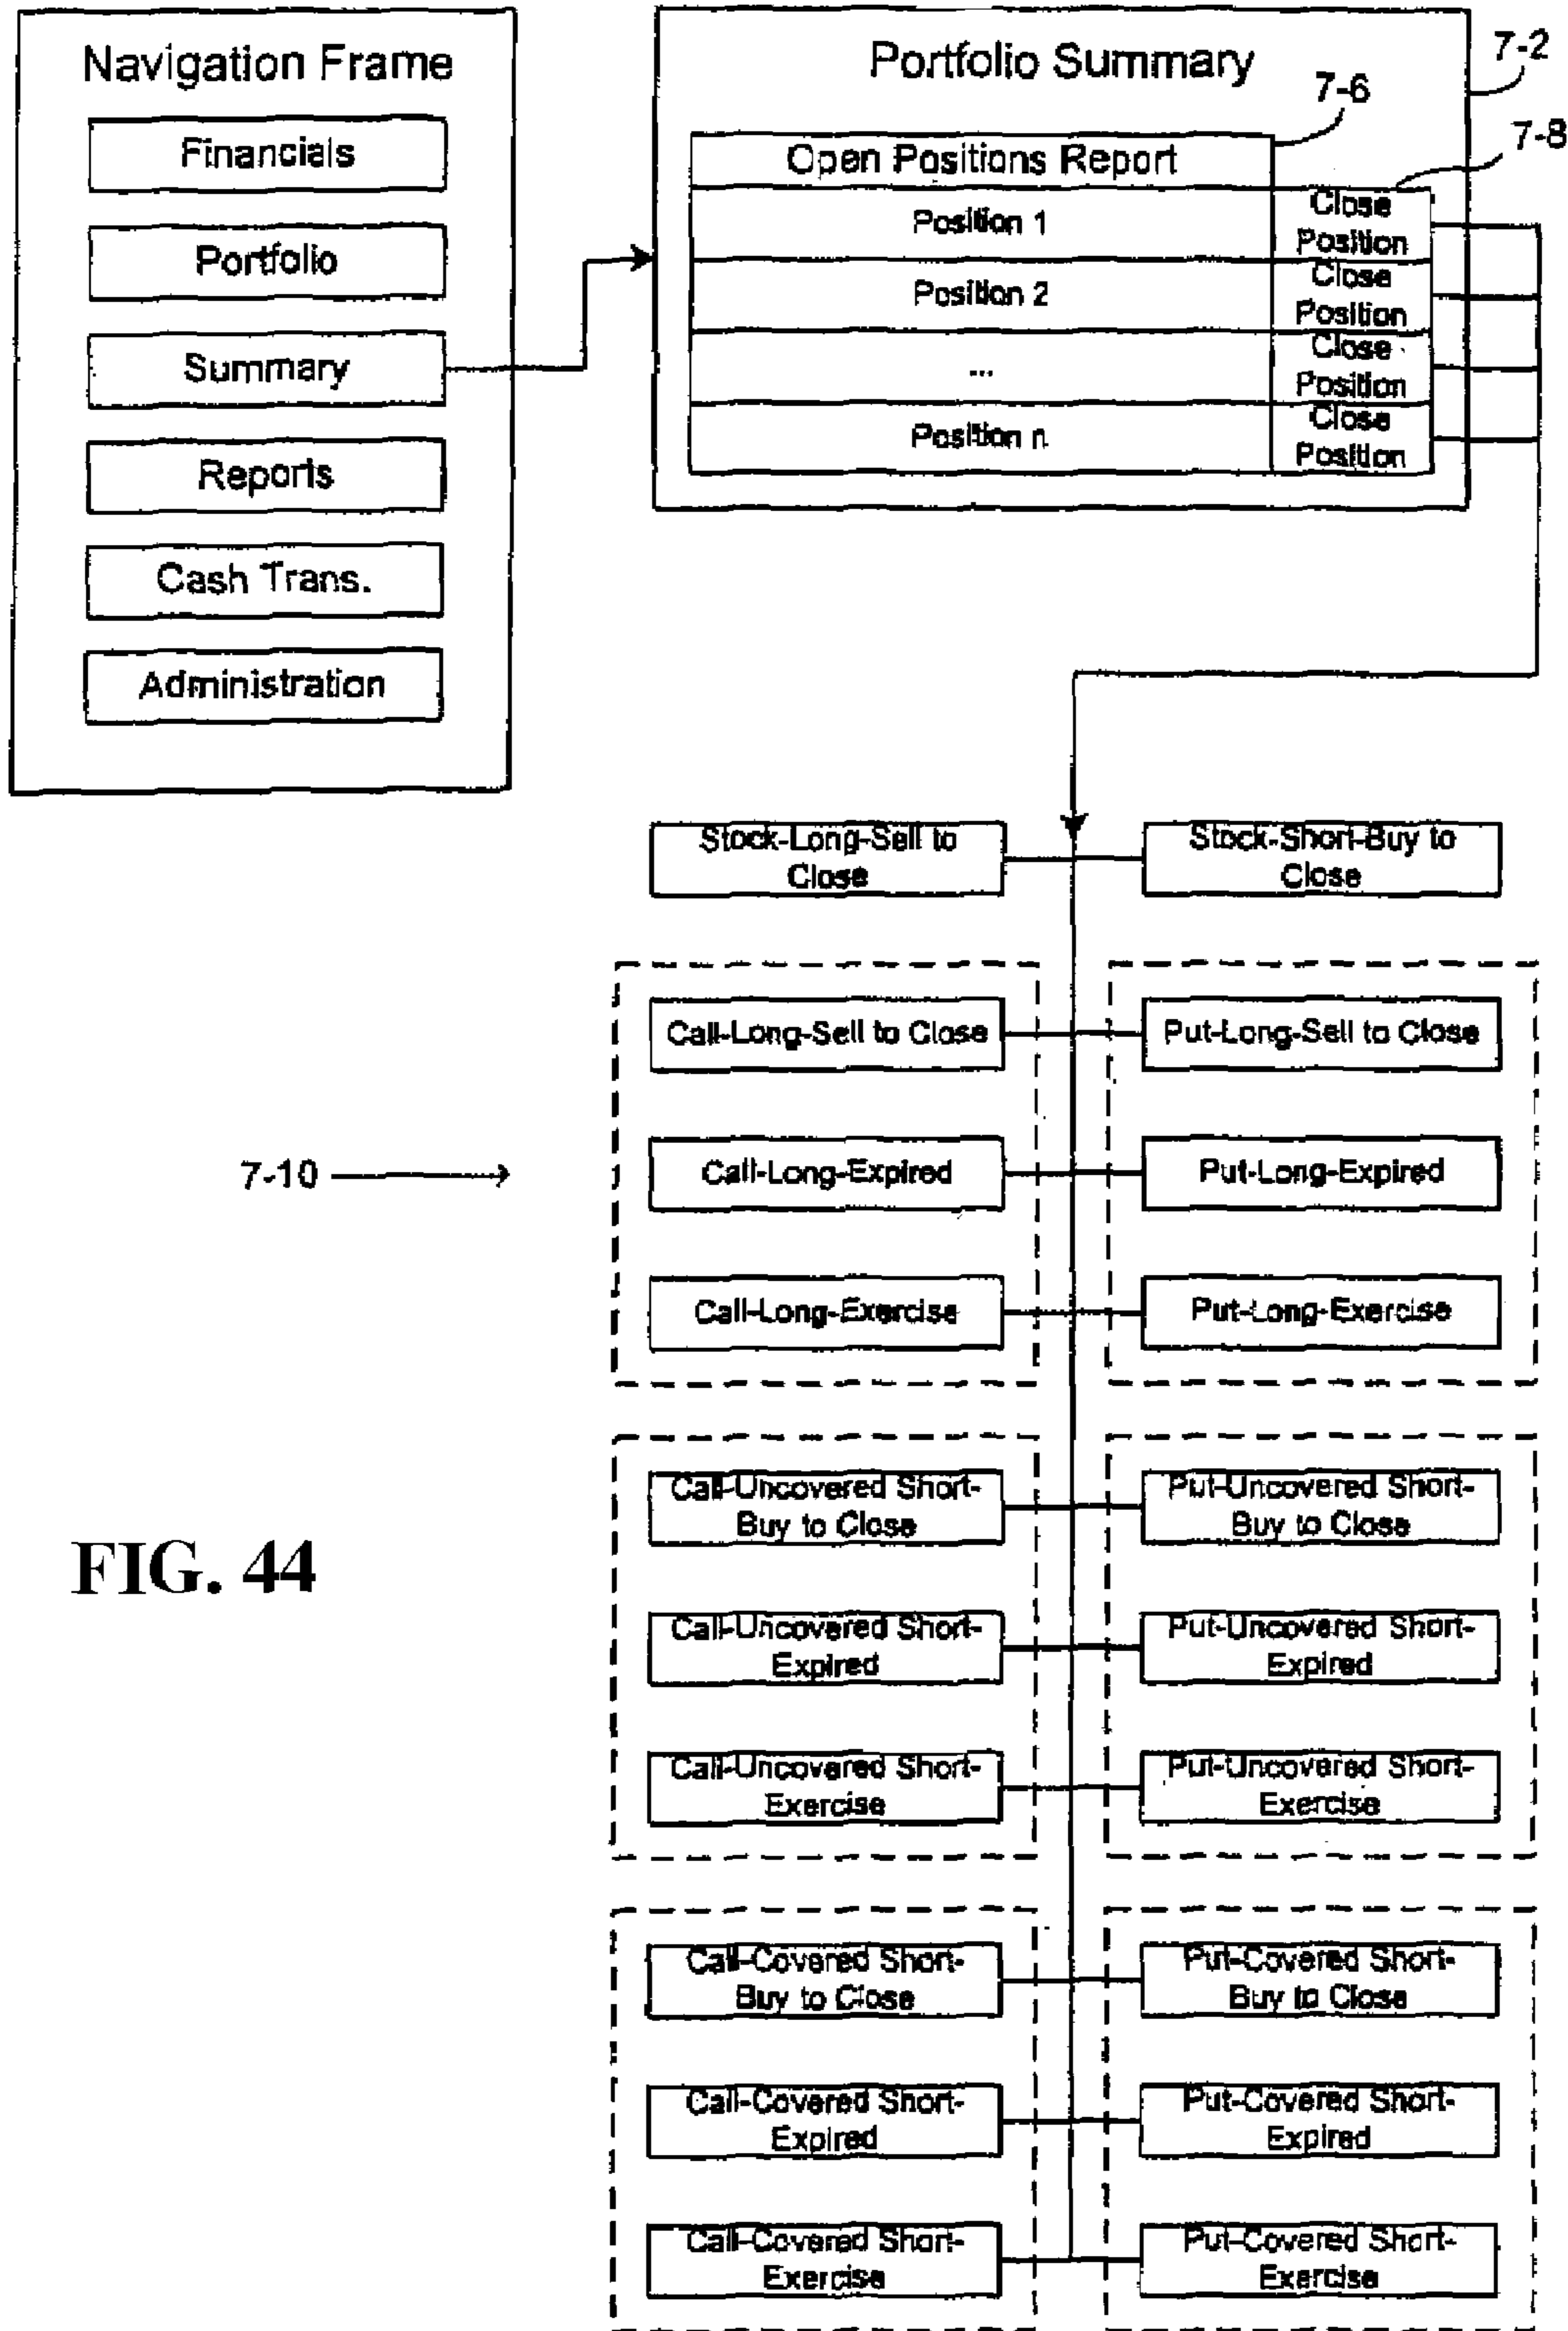 Navigation Frame
Financials
Portfolio
Summary
Reports
Cash Trans.
Administration
Portfolio Summary
7-2
7-6
7-8
Open Positions Report
Position 1
Close
Position
Position 2
Close
Position
...
Close
Position
Position n
Close
Position
Stock-Long-Sell to
Close
Stock-Short-Buy to
Close
Call-Long-Sell to Close
Put-Long-Sell to Close
7-10
Call-Long-Expired
Put-Long-Expired
Call-Long-Exercise
Put-Long-Exercise
Call-Uncovered Short-
Buy to Close
Put-Uncovered Short-
Buy to Close
FIG. 44
Call-Uncovered Short-
Expired
Put-Uncovered Short-
Expired
Call-Uncovered Short-
Exercise
Put-Uncovered Short-
Exercise
Call-Covered Short-
Buy to Close
Put-Covered Short-
Buy to Close
Call-Covered Short-
Expired
Put-Covered Short-
Expired
Call-Covered Short-
Exercise
Put-Covered Short-
Exercise